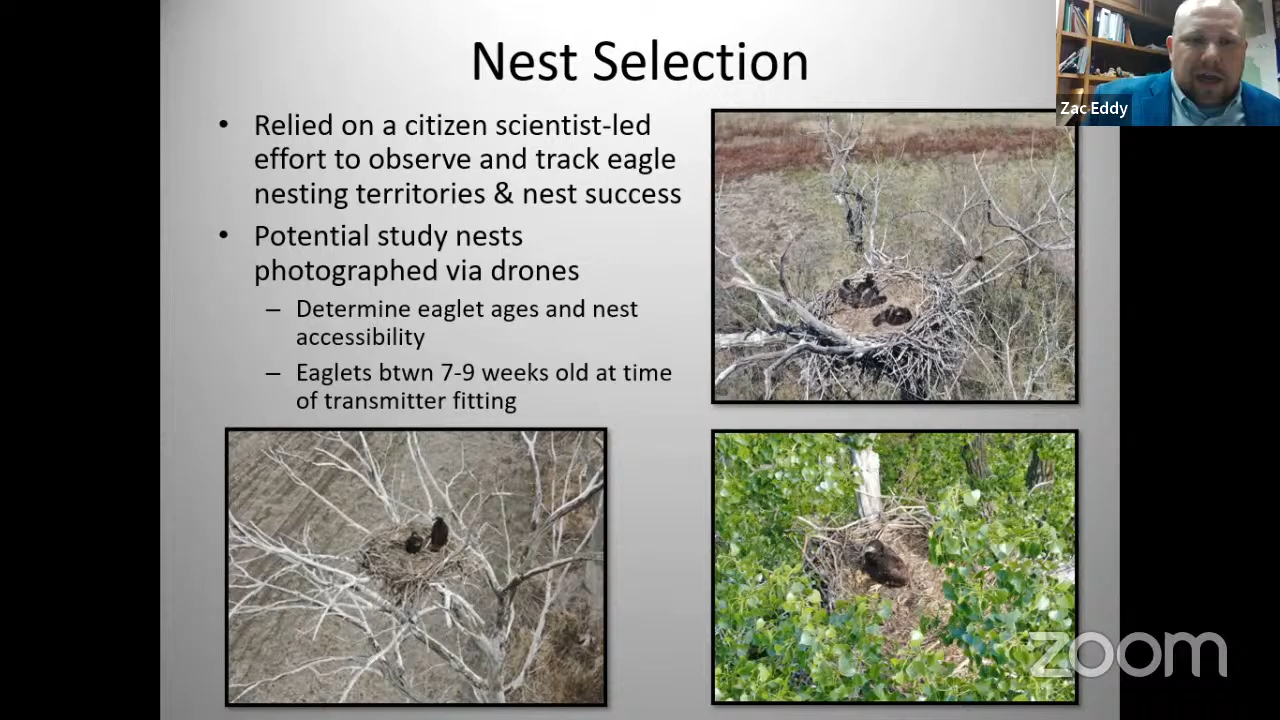 Nest Selection
Zac Eddy
• Relied on a citizen scientist-led
effort to observe and track eagle
nesting territories & nest success
• Potential study nests
photographed via drones
– Determine eaglet ages and nest
accessibility
– Eaglets btwn 7-9 weeks old at time
of transmitter fitting
zoom